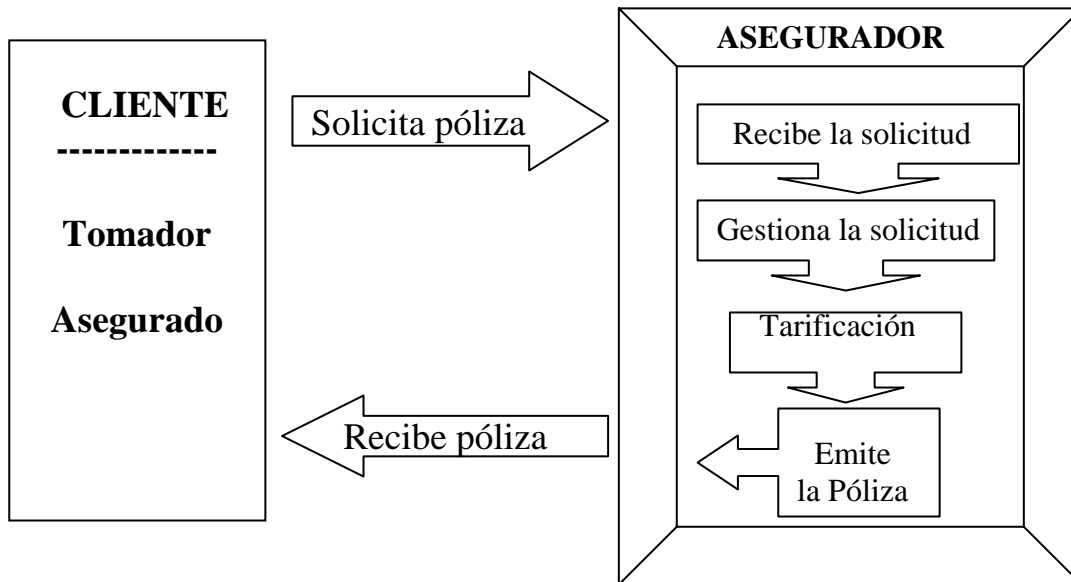 CLIENTE
-------------
Tomador
Asegurado
Solicita póliza
Recibe póliza
ASEGURADOR
Recibe la solicitud
Gestiona la solicitud
Tarificación
Emite
la Póliza